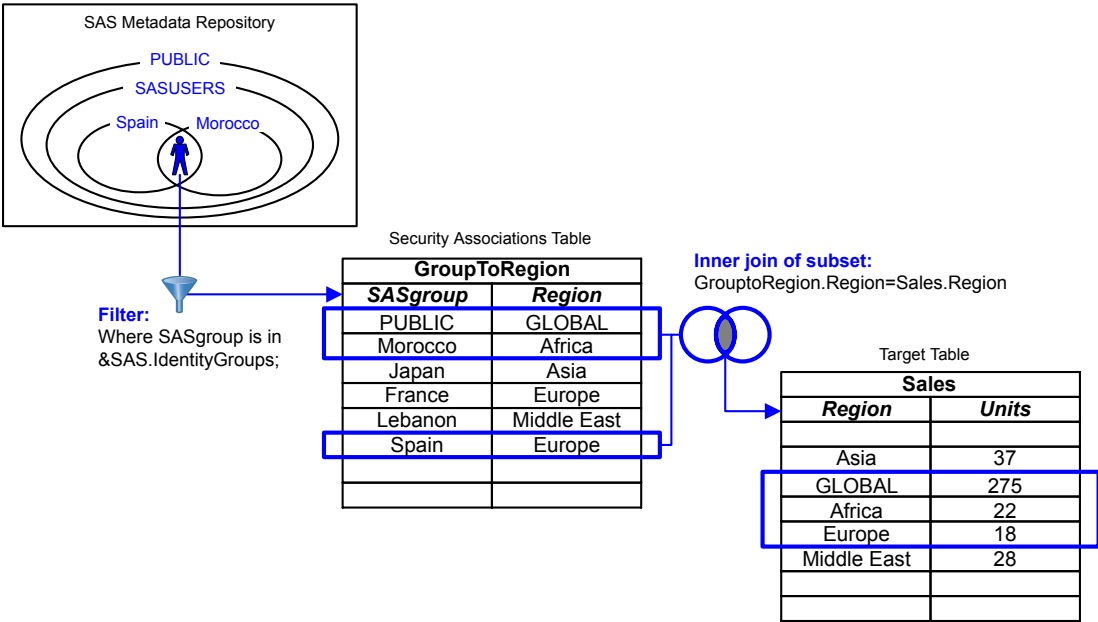 SAS Metadata Repository
PUBLIC
SASUSERS
Spain Morocco
Filter:
Where SASgroup is in
&SAS.IdentityGroups;
Security Associations Table
GroupToRegion
SASgroup Region
PUBLIC GLOBAL
Morocco Africa
Japan Asia
France Europe
Lebanon Middle East
Spain Europe
Inner join of subset:
GrouptoRegion.Region=Sales.Region
Target Table
Sales
Region Units
Asia 37
GLOBAL 275
Africa 22
Europe 18
Middle East 28